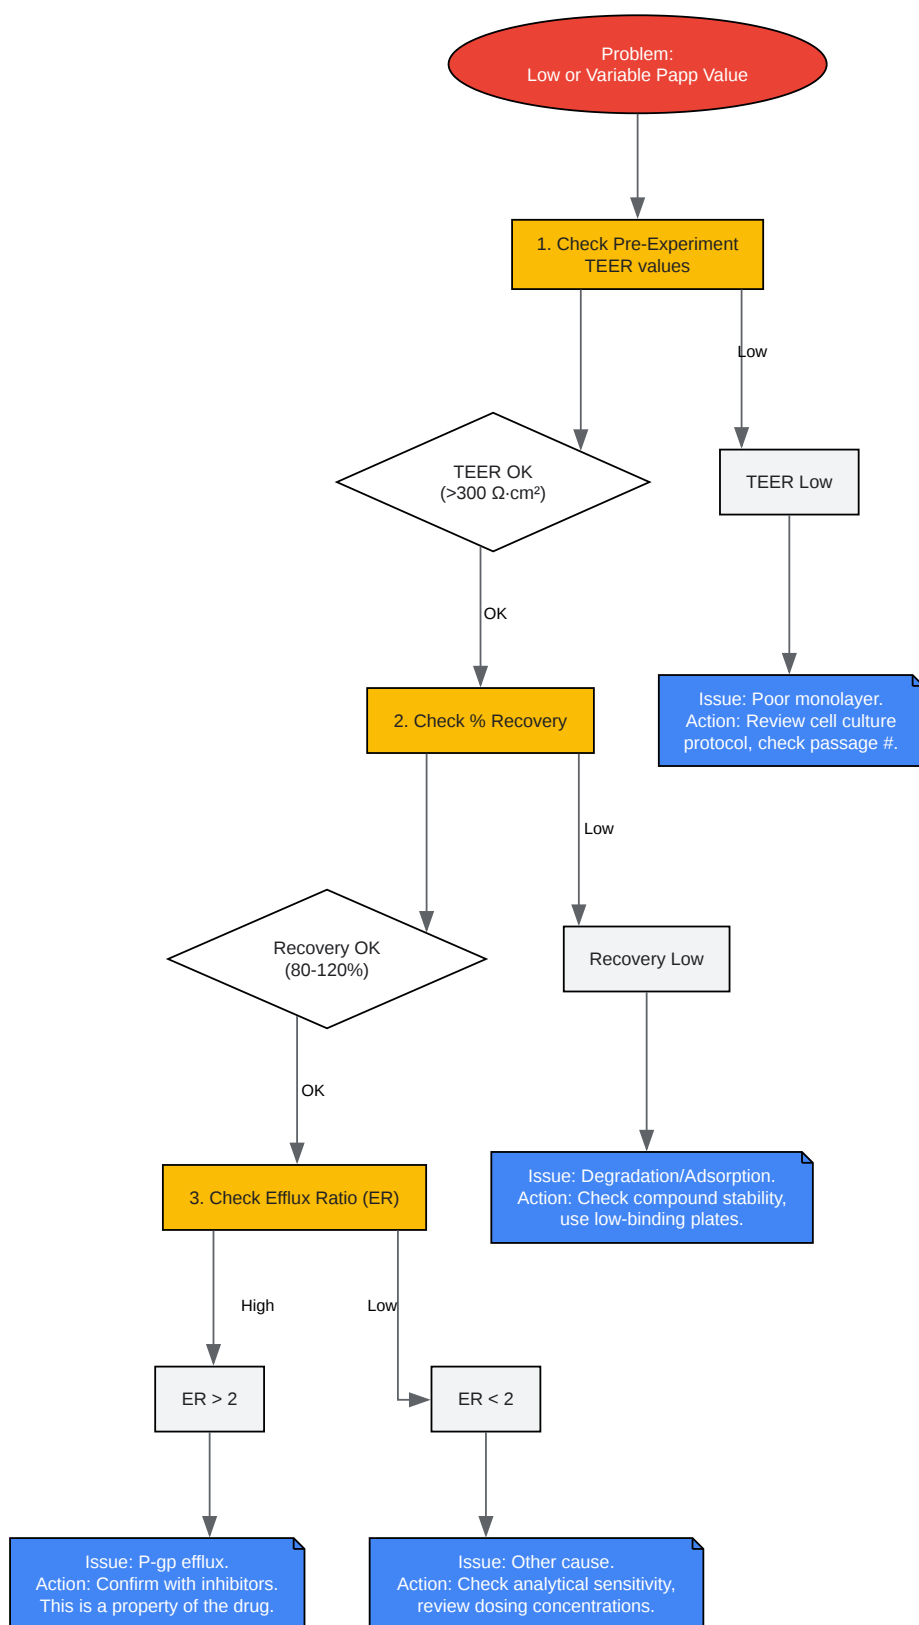 Problem:
Low or Variable Papp Value
1. Check Pre-Experiment
TEER values
Low
TEER OK
(>300 Ω·cm²)
TEER Low
OK
2. Check % Recovery
Issue: Poor monolayer.
Action: Review cell culture
protocol, check passage #.
Low
Recovery OK
(80-120%)
Recovery Low
OK
3. Check Efflux Ratio (ER)
Issue: Degradation/Adsorption.
Action: Check compound stability,
use low-binding plates.
High
Low
ER > 2
ER < 2
Issue: P-gp efflux.
Action: Confirm with inhibitors.
This is a property of the drug.
Issue: Other cause.
Action: Check analytical sensitivity,
review dosing concentrations.